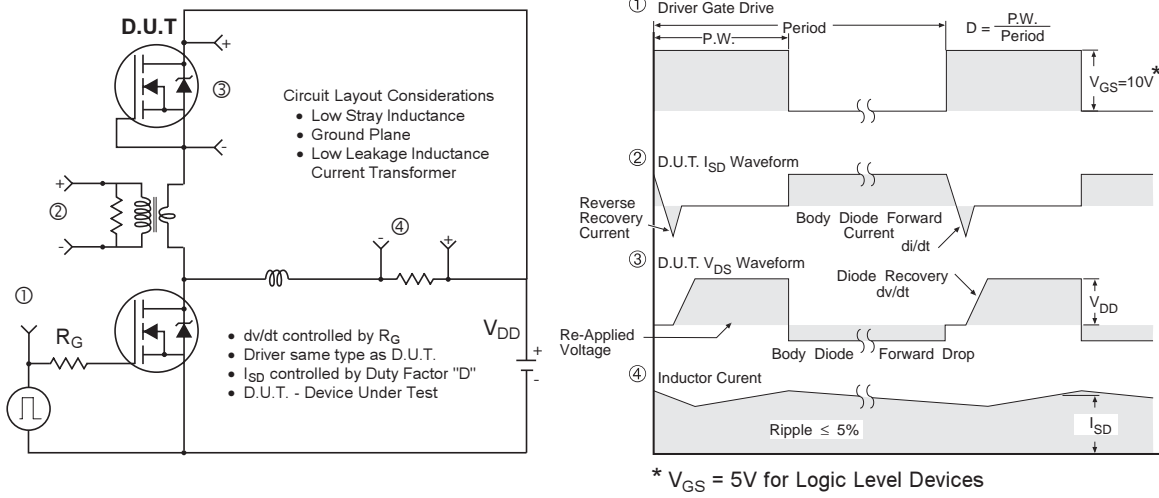 D.U.T
+
③
-
Circuit Layout Considerations
• Low Stray Inductance
• Ground Plane
• Low Leakage Inductance
Current Transformer
+
②
-
④
-
+
①
R_G
V_DD
+
-
• dv/dt controlled by R_G
• Driver same type as D.U.T.
• I_SD controlled by Duty Factor "D"
• D.U.T. - Device Under Test
① Driver Gate Drive
Period
P.W.
D = P.W. / Period
V_GS=10V*
② D.U.T. I_SD Waveform
Reverse
Recovery
Current
Body Diode Forward
Current
di/dt
③ D.U.T. V_DS Waveform
Diode Recovery
dv/dt
V_DD
Re-Applied
Voltage
Body Diode Forward Drop
④ Inductor Curent
Ripple ≤ 5%
I_SD
* V_GS = 5V for Logic Level Devices